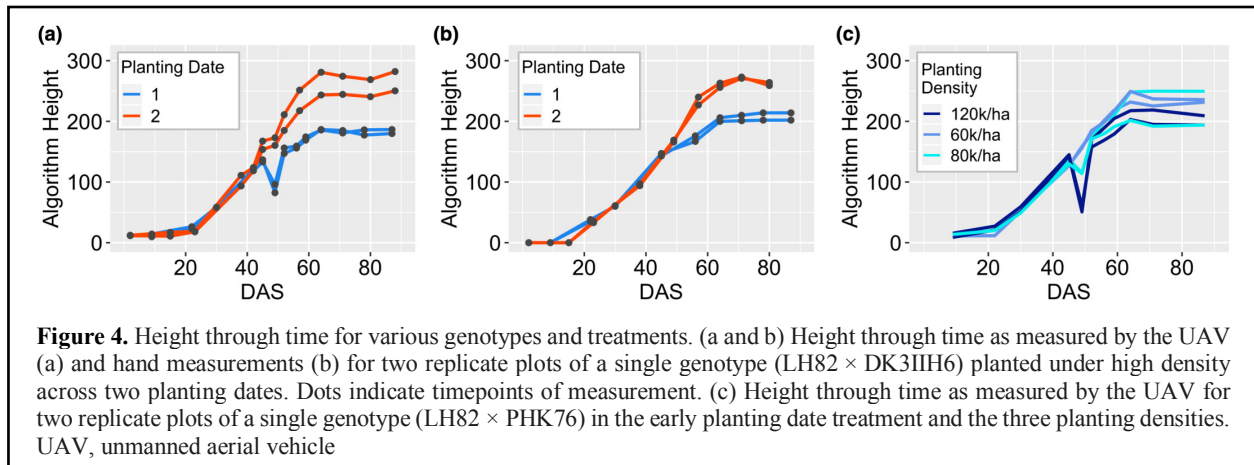 (a)
(b)
(c)
300
200
100
0
Algorithm Height
Planting Date
1
2
20
40
60
80
DAS
300
200
100
0
Algorithm Height
Planting Date
1
2
20
40
60
80
DAS
300
200
100
0
Algorithm Height
Planting
Density
120k/ha
60k/ha
80k/ha
20
40
60
80
DAS
Figure 4. Height through time for various genotypes and treatments. (a and b) Height through time as measured by the UAV
(a) and hand measurements (b) for two replicate plots of a single genotype (LH82 × DK3IIH6) planted under high density
across two planting dates. Dots indicate timepoints of measurement. (c) Height through time as measured by the UAV for
two replicate plots of a single genotype (LH82 × PHK76) in the early planting date treatment and the three planting densities.
UAV, unmanned aerial vehicle